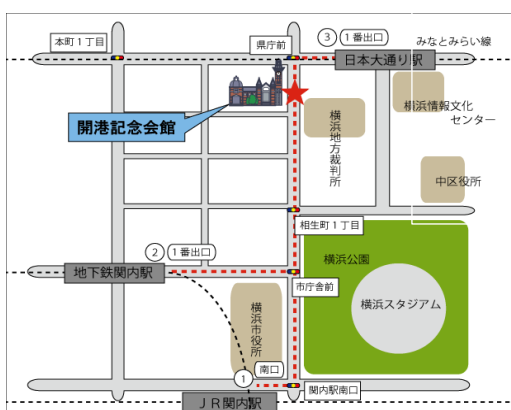 本町1丁目
県庁前
③
1番出口
みなとみらい線
日本大通り駅
開港記念会館
横浜地方裁判所
横浜情報文化
センター
中区役所
相生町1丁目
②
1番出口
地下鉄関内駅
市庁舎前
横浜公園
横浜スタジアム
横浜市役所
南口
①
関内駅南口
JR関内駅